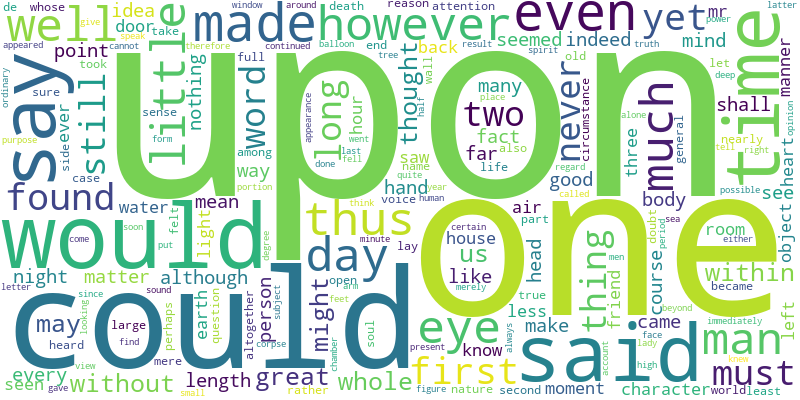 de whose idea little made however even yet mr death window around reason attention latter
well give door take full continued balloon end result tree seemed indeed mind power
appeared speak cannot therefore back wall truth spirit let deep
point took nothing word long thought hour old never circumstance
say ordinary sure still ever upon many two fact far place also life much shall manner
sense form among appearance half went done last fell saw name quite regard three alone general nearly time
purpose side case way portion hand voice human good body called tell right possible opinion
found mean water felt light degree thus year think air part certain sea doubt period see object heart
would come soon put day minute lay house us like head one room either within
night matter although open arm merely true less thing friend men course beyond became
letter since sound might feet eye make came immediately left
could looking perhaps earth question altogether person subject soul chamber present first know always said account face lady high knew man
may heard large find mere corpse
every view whole figure nature second moment yet character world must least
seen gave without small length great rather